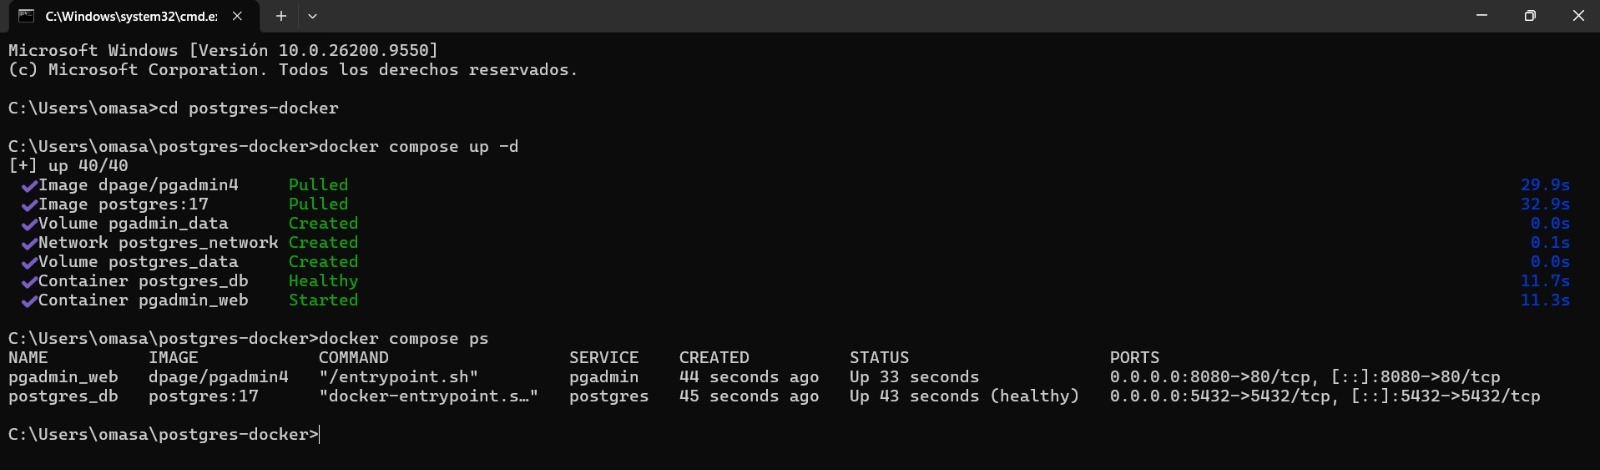 C:\Windows\system32\cmd.e:
Microsoft Windows [Versión 10.0.26200.9550]
(c) Microsoft Corporation. Todos los derechos reservados.
C:\Users\omasa>cd postgres-docker
C:\Users\omasa\postgres-docker>docker compose up -d
[+] up 40/40
✔Image dpage/pgadmin4 Pulled 29.9s
✔Image postgres:17 Pulled 32.9s
✔Volume pgadmin_data Created 0.0s
✔Network postgres_network Created 0.1s
✔Volume postgres_data Created 0.0s
✔Container postgres_db Healthy 11.7s
✔Container pgadmin_web Started 11.3s
C:\Users\omasa\postgres-docker>docker compose ps
NAME IMAGE COMMAND SERVICE CREATED STATUS PORTS
pgadmin_web dpage/pgadmin4 "/entrypoint.sh" pgadmin 44 seconds ago Up 33 seconds 0.0.0.0:8080->80/tcp, [::]:8080->80/tcp
postgres_db postgres:17 "docker-entrypoint.s…" postgres 45 seconds ago Up 43 seconds (healthy) 0.0.0.0:5432->5432/tcp, [::]:5432->5432/tcp
C:\Users\omasa\postgres-docker>